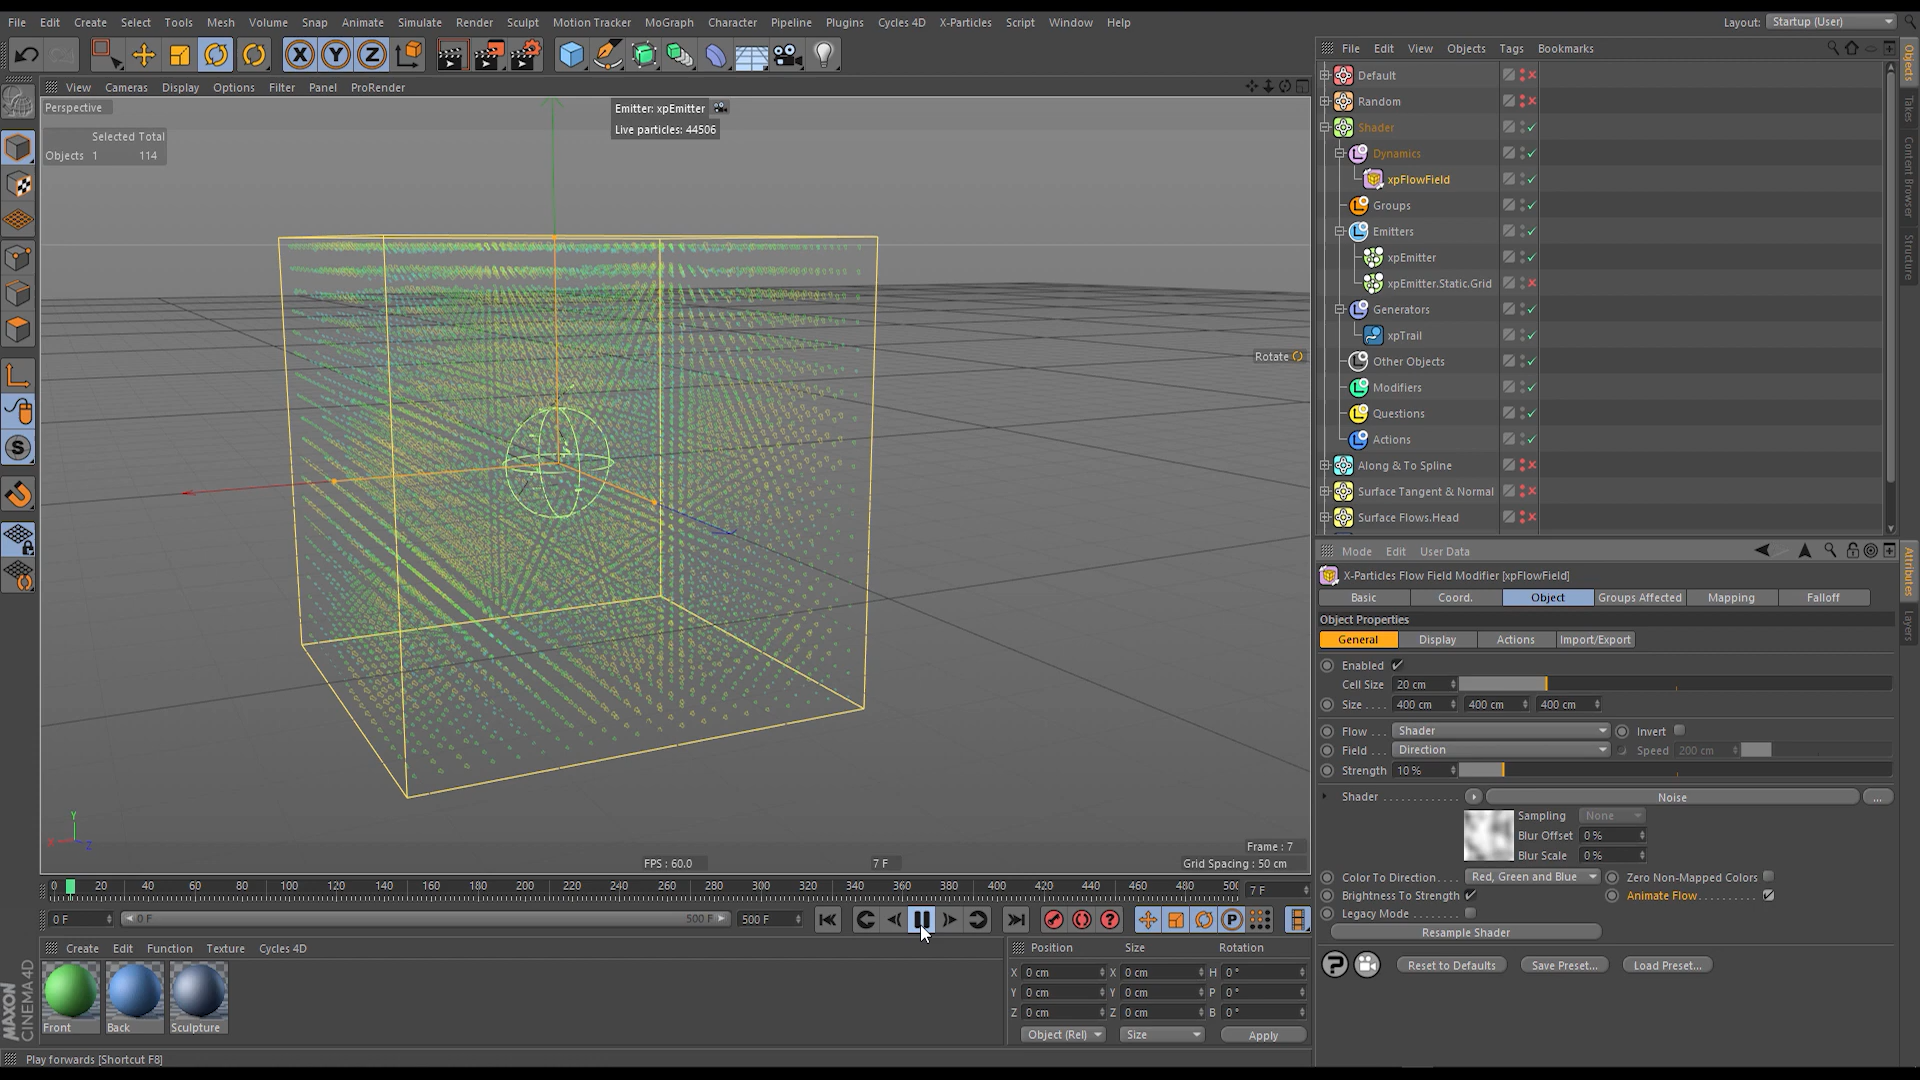 File Edit Create Select Tools Mesh Volume Snap Animate Simulate Render Sculpt Motion Tracker MoGraph Character Pipeline Plugins Cycles 4D X-Particles Script Window Help
Layout: Startup (User)
X Y Z
View Cameras Display Options Filter Panel ProRender
Perspective
Emitter: xpEmitter
Live particles: 44506
Selected Total
Objects 1 114
Rotate
Y
Z
Frame : 7
FPS : 60.0
7 F
Grid Spacing : 50 cm
0 20 40 60 80 100 120 140 160 180 200 220 240 260 280 300 320 340 360 380 400 420 440 460 480 500
7 F
0 F
0 F
500 F
500 F
P
Create Edit Function Texture Cycles 4D
Front
Back
Sculpture
MAXON
CINEMA 4D
Position Size Rotation
X 0 cm X 0 cm H 0 °
Y 0 cm Y 0 cm P 0 °
Z 0 cm Z 0 cm B 0 °
Object (Rel) Size Apply
Play forwards [Shortcut F8]
File Edit View Objects Tags Bookmarks
Default
Random
Shader
Dynamics
xpFlowField
Groups
Emitters
xpEmitter
xpEmitter.Static.Grid
Generators
xpTrail
Other Objects
Modifiers
Questions
Actions
Along & To Spline
Surface Tangent & Normal
Surface Flows.Head
Objects
Takes
Content Browser
Structure
Attributes
Layers
Mode Edit User Data
X-Particles Flow Field Modifier [xpFlowField]
Basic Coord. Object Groups Affected Mapping Falloff
Object Properties
General Display Actions Import/Export
Enabled
Cell Size 20 cm
Size . . . . 400 cm 400 cm 400 cm
Flow . . . Shader Invert
Field . . . Direction Speed 200 cm
Strength 10 %
Shader . . . . . . . . . . . . Noise ...
Sampling None
Blur Offset 0 %
Blur Scale 0 %
Color To Direction. . . . Red, Green and Blue Zero Non-Mapped Colors
Brightness To Strength Animate Flow. . . . . . . . . . .
Legacy Mode . . . . . . . .
Resample Shader
? Reset to Defaults Save Preset... Load Preset...